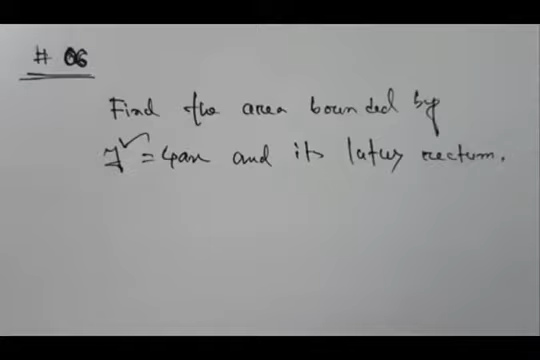 # 06
Find the area bounded by
y² = 4ax and its latus rectum.